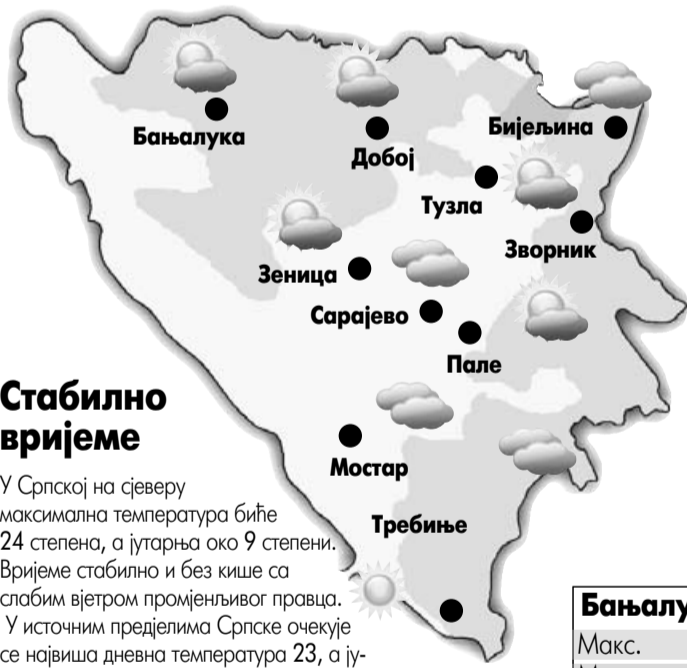 Бањалука
Добој
Бијељина
Тузла
Зворник
Зеница
Сарајево
Пале
Мостар
Требиње
Стабилно
вријеме
У Српској на сјеверу
максимална температура биће
24 степена, а јутарња око 9 степени.
Вријеме стабилно и без кише са
слабим вјетром промјенљивог правца.
У источним предјелима Српске очекује
се највиша дневна температура 23, а ју-
Бањалу
Макс.